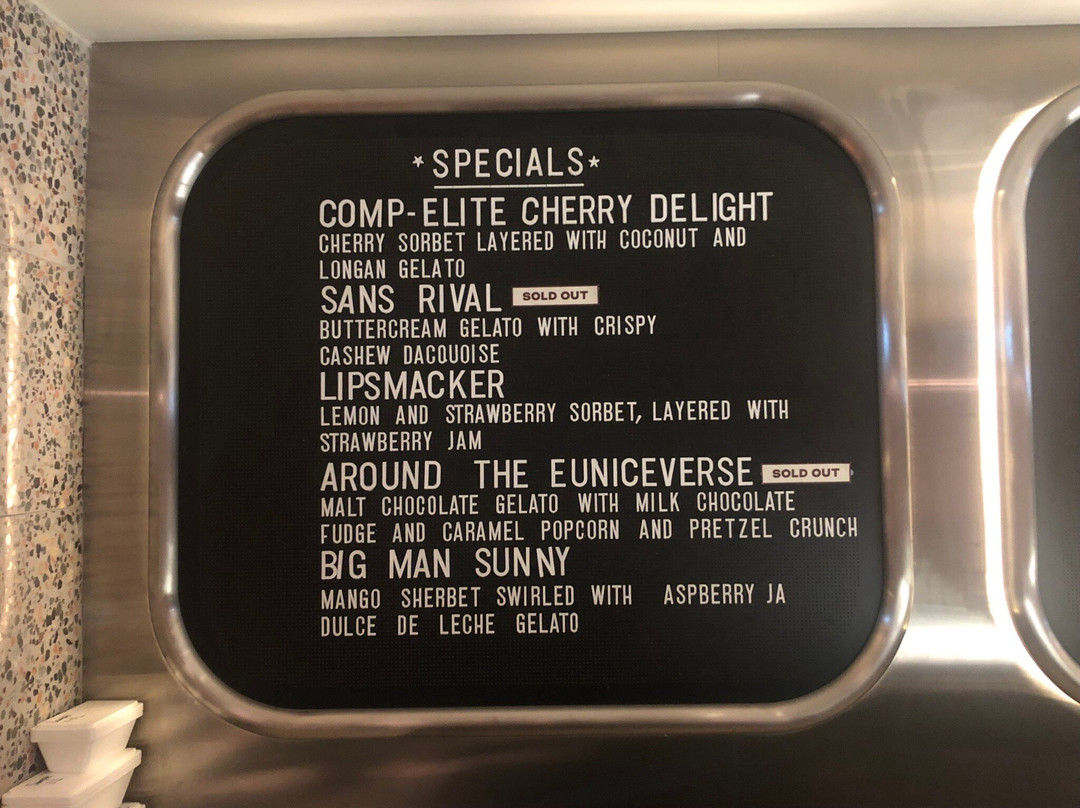 *SPECIALS*
COMP-ELITE CHERRY DELIGHT
CHERRY SORBET LAYERED WITH COCONUT AND
LONGAN GELATO
SANS RIVAL SOLD OUT
BUTTERCREAM GELATO WITH CRISPY
CASHEW DACQUOISE
LIPSMACKER
LEMON AND STRAWBERRY SORBET, LAYERED WITH
STRAWBERRY JAM
AROUND THE EUNICEVERSE SOLD OUT
MALT CHOCOLATE GELATO WITH MILK CHOCOLATE
FUDGE AND CARAMEL POPCORN AND PRETZEL CRUNCH
BIG MAN SUNNY
MANGO SHERBET SWIRLED WITH ASPBERRY JA
DULCE DE LECHE GELATO